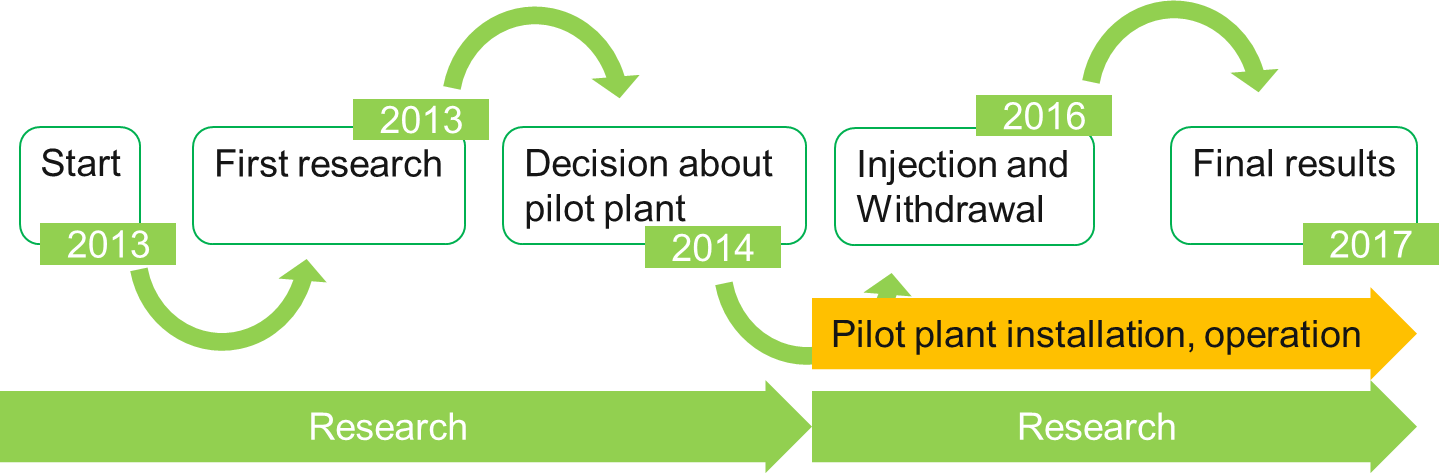 Start
2013
First research
2013
Decision about
pilot plant
2014
Injection and
Withdrawal
2016
Final results
2017
Pilot plant installation, operation
Research
Research